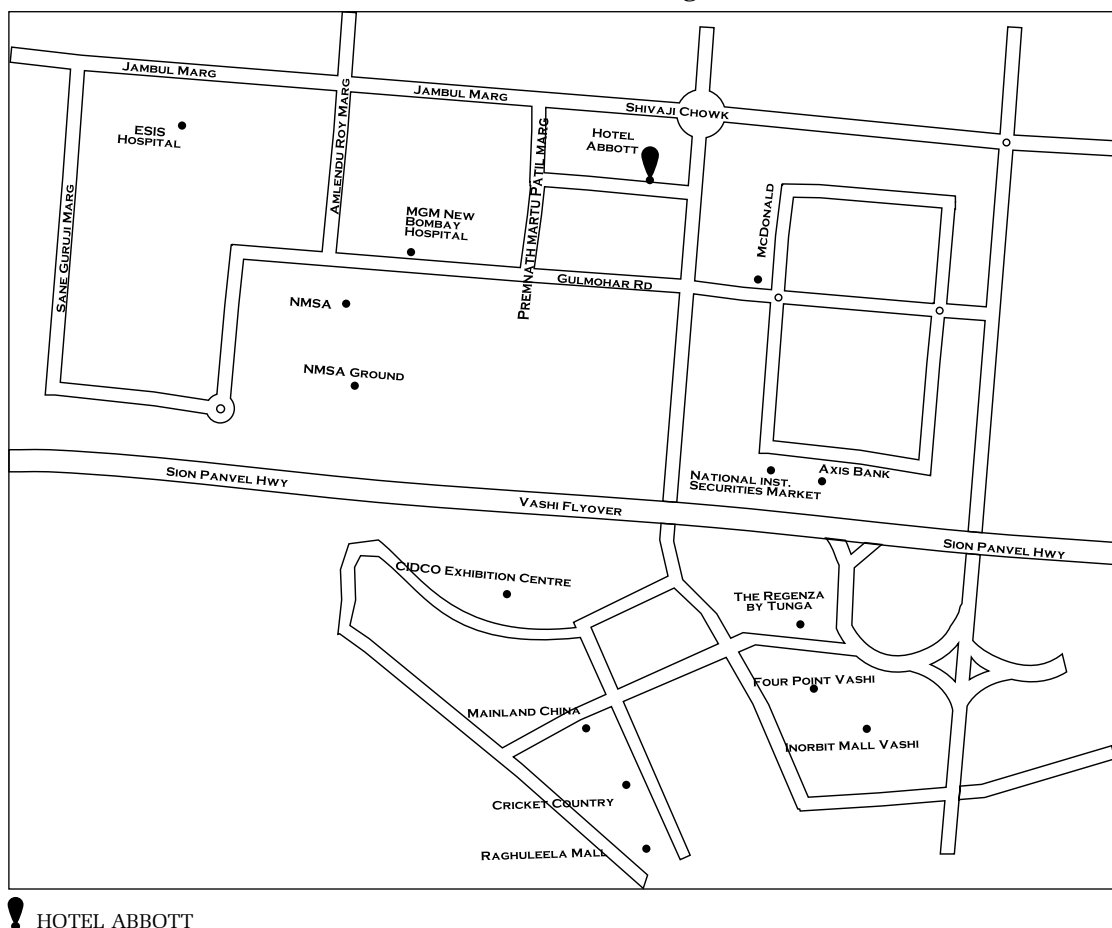 Jambul Marg
Jambul Marg
Shivaji Chowk
ESIS
Hospital
Amlendu Roy Marg
Premnath Martu Patil Marg
Hotel
Abbott
Sane Guruji Marg
MGM New
Bombay
Hospital
McDonald
Gulmohar Rd
NMSA
NMSA Ground
Sion Panvel Hwy
Vashi Flyover
National inst.
Securities Market
Axis Bank
Sion Panvel Hwy
CIDCO Exhibition Centre
The Regenza
by Tunga
Four Point Vashi
Mainland China
Inorbit Mall Vashi
Cricket Country
Raghuleela Mall
HOTEL ABBOTT